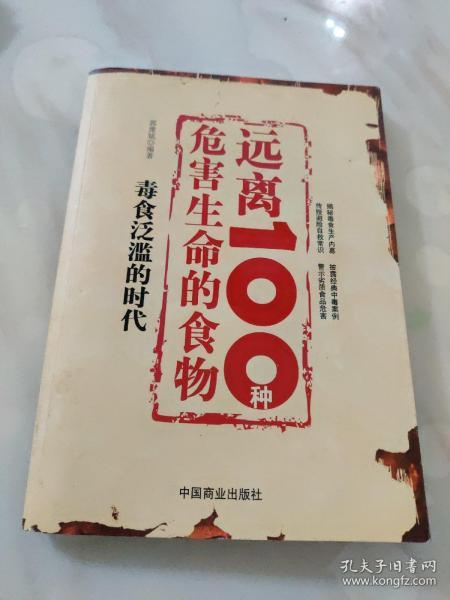 远离100种
危害生命的食物
毒食泛滥的时代
郭豫斌◎编著
揭秘毒食生产内幕 披露经典中毒案例
传授避险自救常识 警示劣质食品危害
中国商业出版社
孔夫子旧书网
www.kongfz.com